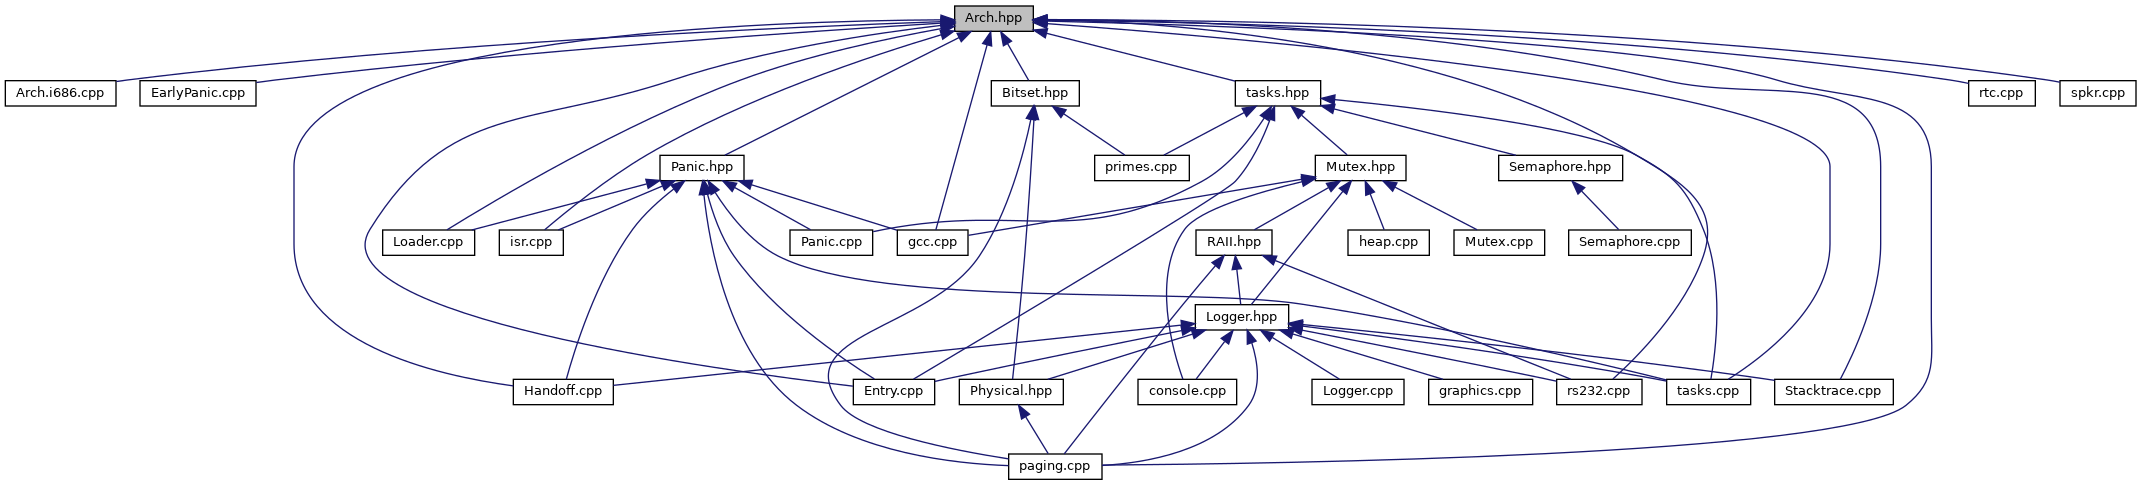 Arch.hpp
Arch.i686.cpp
EarlyPanic.cpp
Bitset.hpp
tasks.hpp
rtc.cpp
spkr.cpp
Panic.hpp
primes.cpp
Mutex.hpp
Semaphore.hpp
Loader.cpp
isr.cpp
Panic.cpp
gcc.cpp
RAII.hpp
heap.cpp
Mutex.cpp
Semaphore.cpp
Logger.hpp
Handoff.cpp
Entry.cpp
Physical.hpp
console.cpp
Logger.cpp
graphics.cpp
rs232.cpp
tasks.cpp
Stacktrace.cpp
paging.cpp